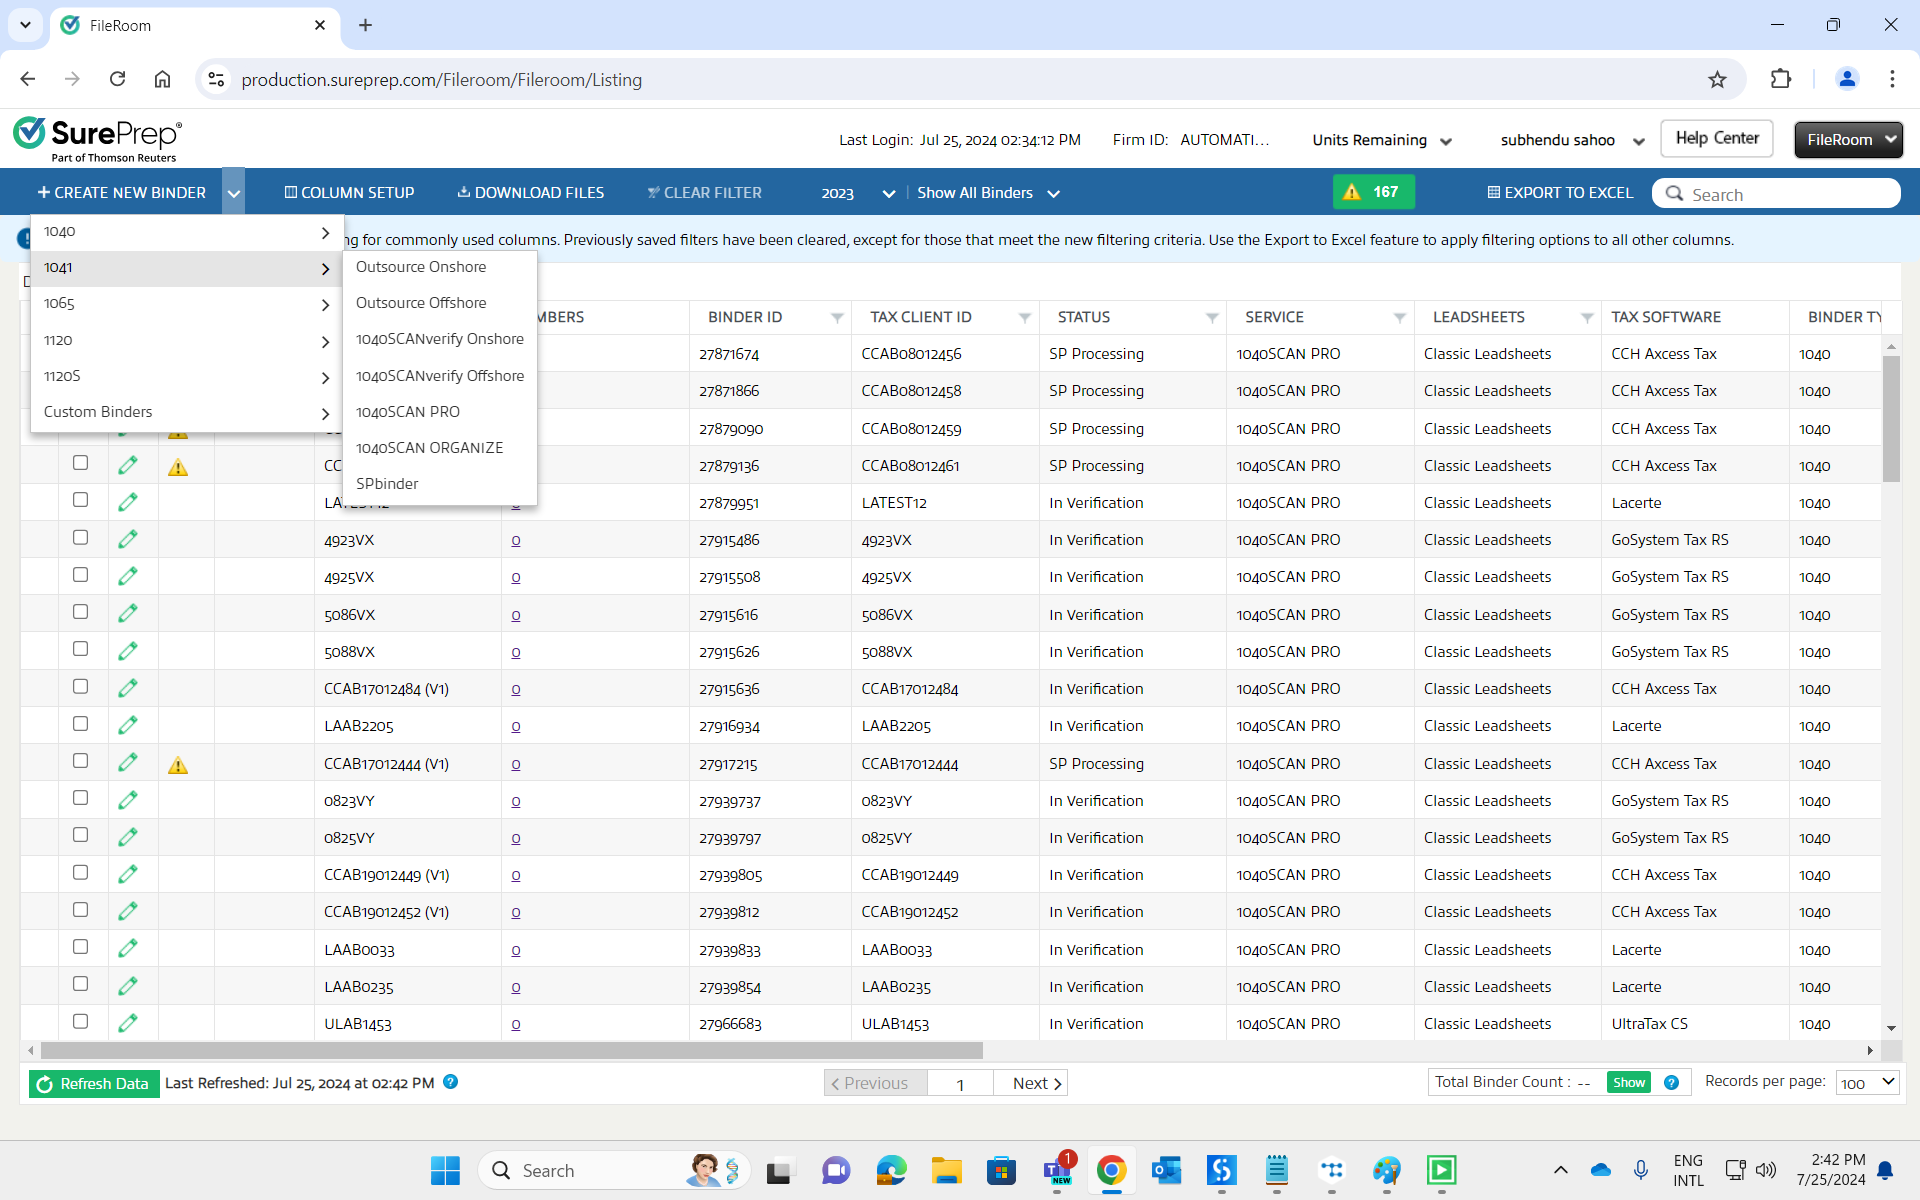 FileRoom
production.sureprep.com/Fileroom/Fileroom/Listing
SurePrep®
Part of Thomson Reuters
Last Login: Jul 25, 2024 02:34:12 PM
Firm ID: AUTOMATI...
Units Remaining
subhendu sahoo
Help Center
FileRoom
+ CREATE NEW BINDER
COLUMN SETUP
DOWNLOAD FILES
CLEAR FILTER
2023
Show All Binders
167
EXPORT TO EXCEL
Search
1040
1041
1065
1120
1120S
Custom Binders
Outsource Onshore
Outsource Offshore
1040SCANverify Onshore
1040SCANverify Offshore
1040SCAN PRO
1040SCAN ORGANIZE
SPbinder
ng for commonly used columns. Previously saved filters have been cleared, except for those that meet the new filtering criteria. Use the Export to Excel feature to apply filtering options to all other columns.
MBERS BINDER ID TAX CLIENT ID STATUS SERVICE LEADSHEETS TAX SOFTWARE BINDER TY
27871674 CCAB08012456 SP Processing 1040SCAN PRO Classic Leadsheets CCH Axcess Tax 1040
27871866 CCAB08012458 SP Processing 1040SCAN PRO Classic Leadsheets CCH Axcess Tax 1040
27879090 CCAB08012459 SP Processing 1040SCAN PRO Classic Leadsheets CCH Axcess Tax 1040
CC 27879136 CCAB08012461 SP Processing 1040SCAN PRO Classic Leadsheets CCH Axcess Tax 1040
LATEST12 0 27879951 LATEST12 In Verification 1040SCAN PRO Classic Leadsheets Lacerte 1040
4923VX 0 27915486 4923VX In Verification 1040SCAN PRO Classic Leadsheets GoSystem Tax RS 1040
4925VX 0 27915508 4925VX In Verification 1040SCAN PRO Classic Leadsheets GoSystem Tax RS 1040
5086VX 0 27915616 5086VX In Verification 1040SCAN PRO Classic Leadsheets GoSystem Tax RS 1040
5088VX 0 27915626 5088VX In Verification 1040SCAN PRO Classic Leadsheets GoSystem Tax RS 1040
CCAB17012484 (V1) 0 27915636 CCAB17012484 In Verification 1040SCAN PRO Classic Leadsheets CCH Axcess Tax 1040
LAAB2205 0 27916934 LAAB2205 In Verification 1040SCAN PRO Classic Leadsheets Lacerte 1040
CCAB17012444 (V1) 0 27917215 CCAB17012444 SP Processing 1040SCAN PRO Classic Leadsheets CCH Axcess Tax 1040
0823VY 0 27939737 0823VY In Verification 1040SCAN PRO Classic Leadsheets GoSystem Tax RS 1040
0825VY 0 27939797 0825VY In Verification 1040SCAN PRO Classic Leadsheets GoSystem Tax RS 1040
CCAB19012449 (V1) 0 27939805 CCAB19012449 In Verification 1040SCAN PRO Classic Leadsheets CCH Axcess Tax 1040
CCAB19012452 (V1) 0 27939812 CCAB19012452 In Verification 1040SCAN PRO Classic Leadsheets CCH Axcess Tax 1040
LAAB0033 0 27939833 LAAB0033 In Verification 1040SCAN PRO Classic Leadsheets Lacerte 1040
LAAB0235 0 27939854 LAAB0235 In Verification 1040SCAN PRO Classic Leadsheets Lacerte 1040
ULAB1453 0 27966683 ULAB1453 In Verification 1040SCAN PRO Classic Leadsheets UltraTax CS 1040
Refresh Data Last Refreshed: Jul 25, 2024 at 02:42 PM ?
Previous 1 Next
Total Binder Count : -- Show ? Records per page: 100
Search
1
NEW
ENG
INTL
2:42 PM
7/25/2024